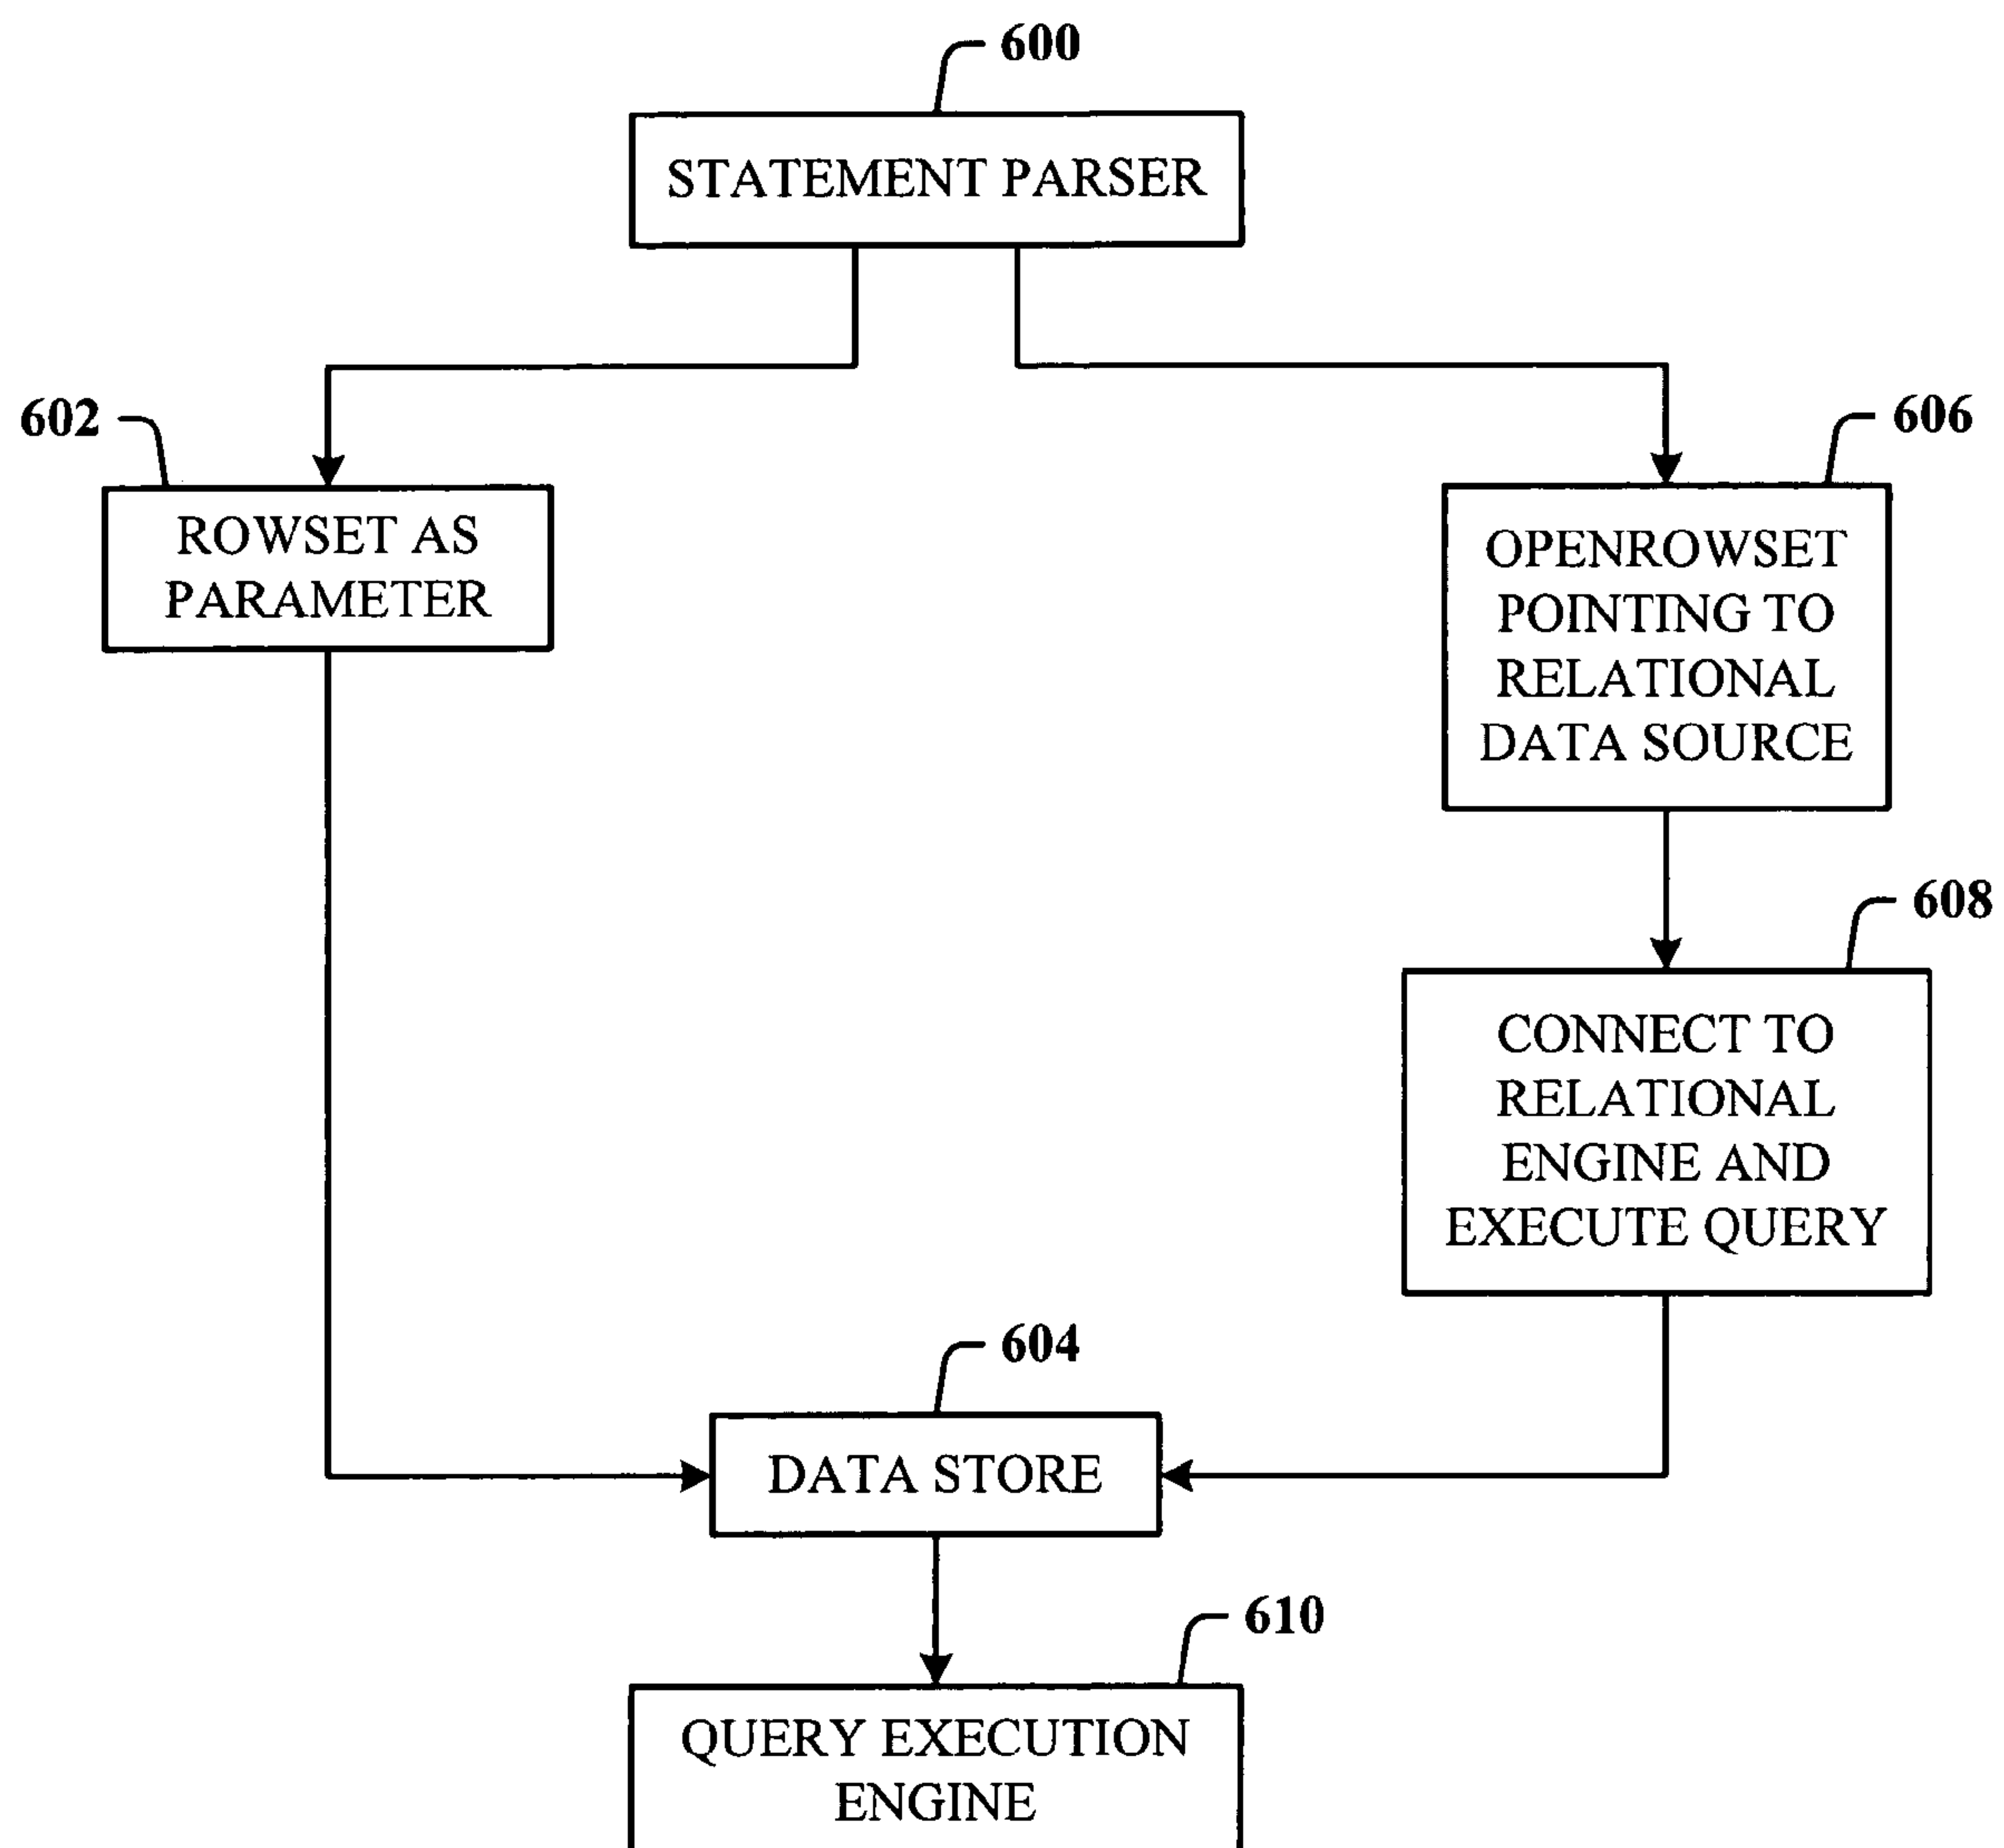 600
STATEMENT PARSER
602
ROWSET AS
PARAMETER
606
OPENROWSET
POINTING TO
RELATIONAL
DATA SOURCE
608
CONNECT TO
RELATIONAL
ENGINE AND
EXECUTE QUERY
604
DATA STORE
610
QUERY EXECUTION
ENGINE